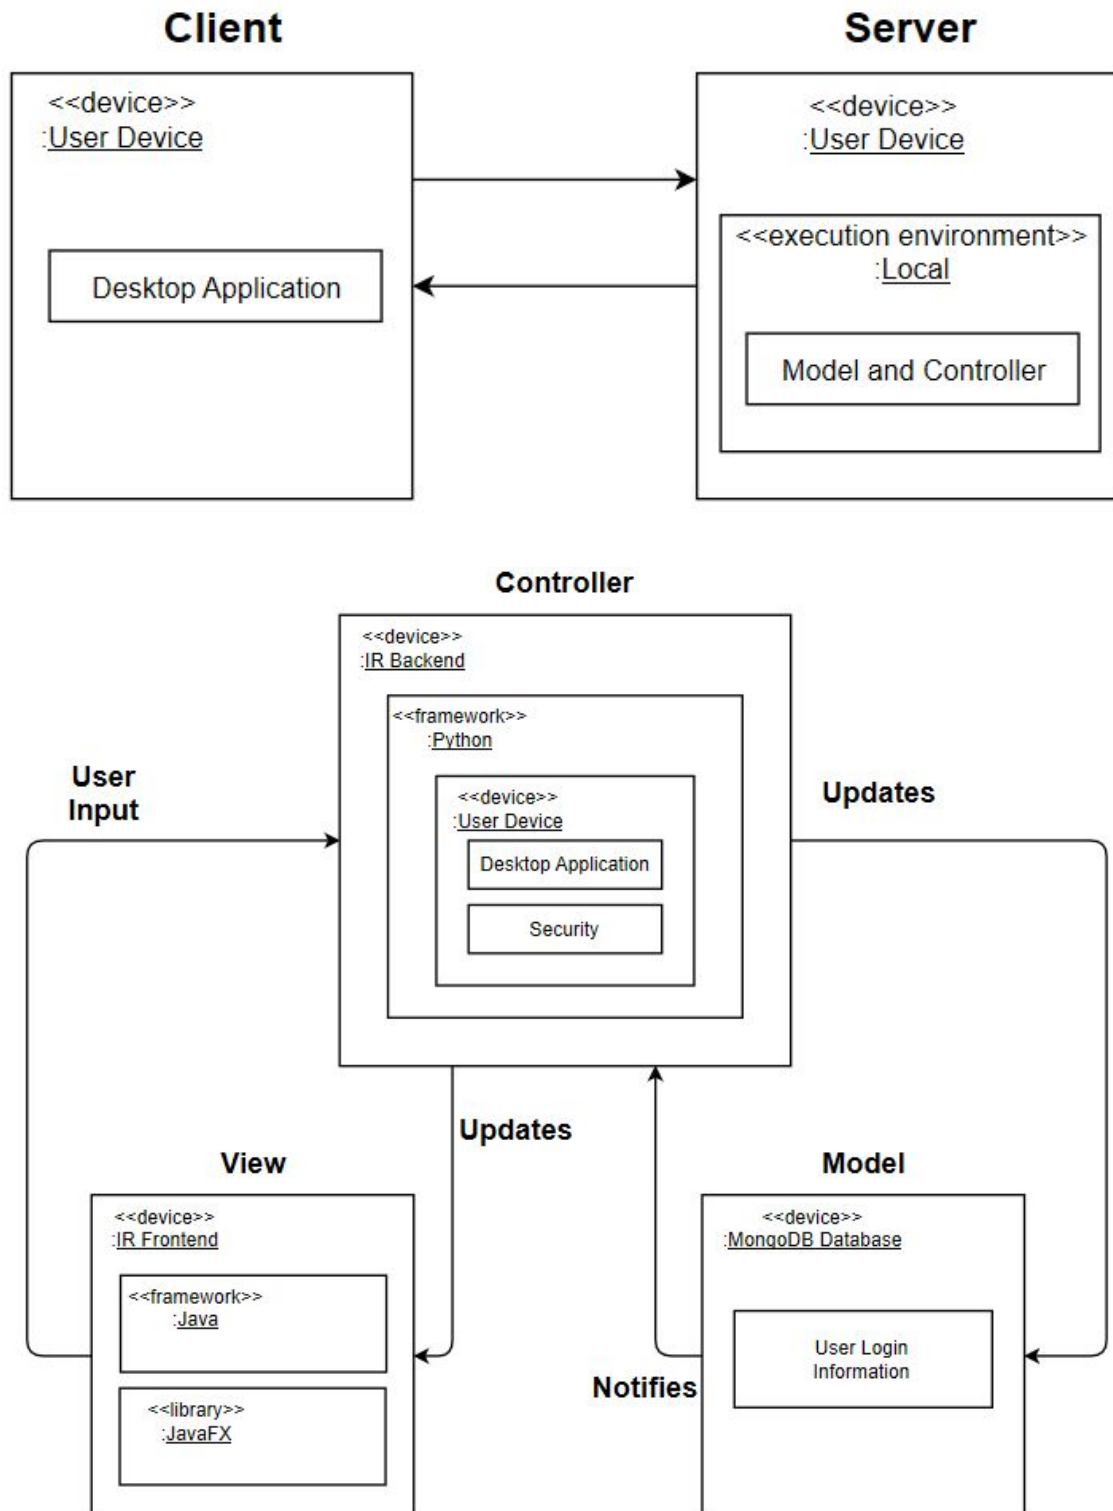 Client
Server
<<device>>
:User Device
Desktop Application
<<device>>
:User Device
<<execution environment>>
:Local
Model and Controller
Controller
<<device>>
:IR Backend
<<framework>>
:Python
<<device>>
:User Device
Desktop Application
Security
User
Input
Updates
Updates
View
<<device>>
:IR Frontend
<<framework>>
:Java
<<library>>
:JavaFX
Model
<<device>>
:MongoDB Database
User Login
Information
Notifies